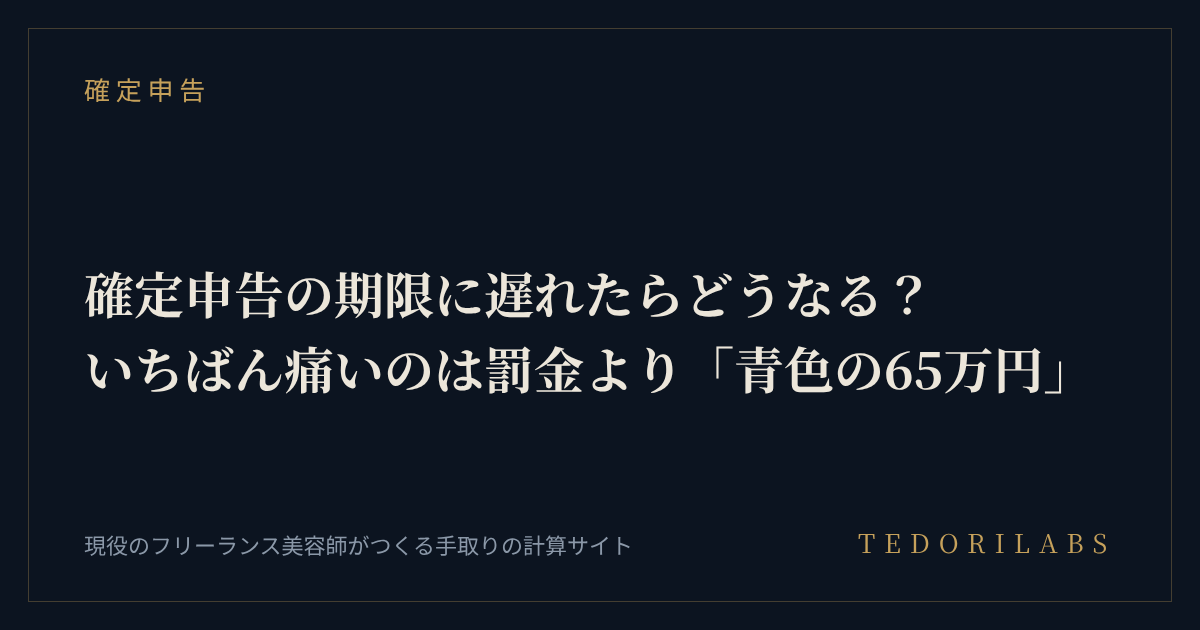 確定申告
確定申告の期限に遅れたらどうなる？
いちばん痛いのは罰金より「青色の65万円」
現役のフリーランス美容師がつくる手取りの計算サイト
TEDORILABS